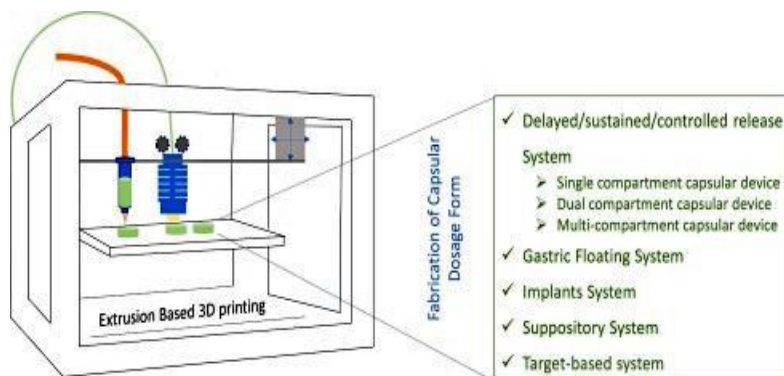 Extrusion Based 3D printing
Fabrication of Capsular
Dosage Form
✓ Delayed/sustained/controlled release
System
➢ Single compartment capsular device
➢ Dual compartment capsular device
➢ Multi-compartment capsular device
✓ Gastric Floating System
✓ Implants System
✓ Suppository System
✓ Target-based system